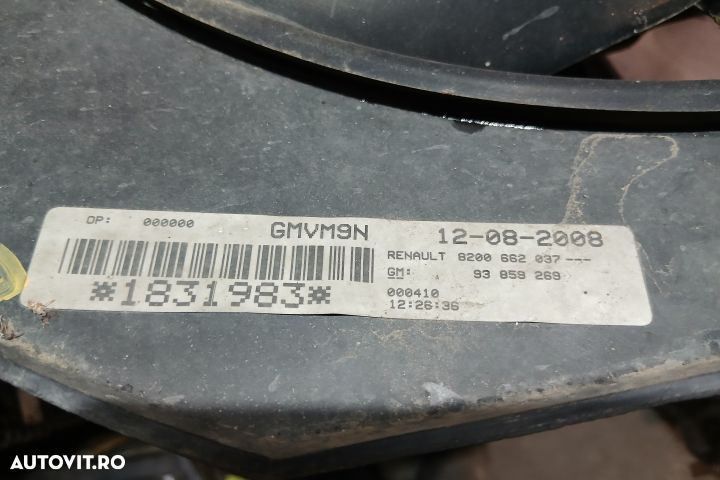 OP: 000000 GMVM9N 12-08-2008
RENAULT 8200 662 037 ---
GM: 93 859 269
*1831983*
000410
12:26:36
AUTOVIT.RO